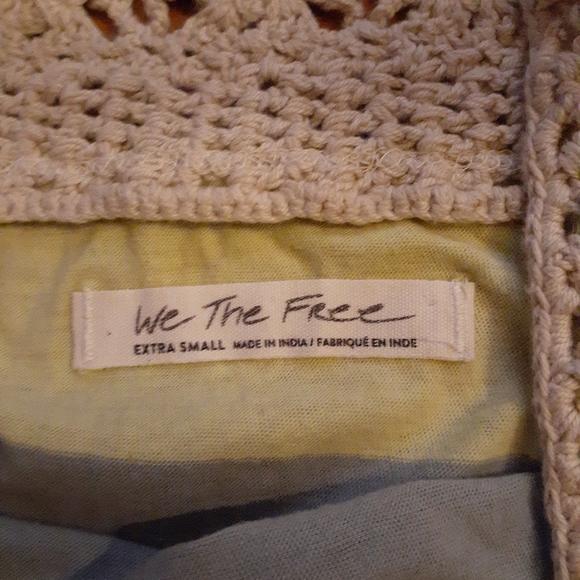 We The Free
EXTRA SMALL MADE IN INDIA / FABRIQUÉ EN INDE